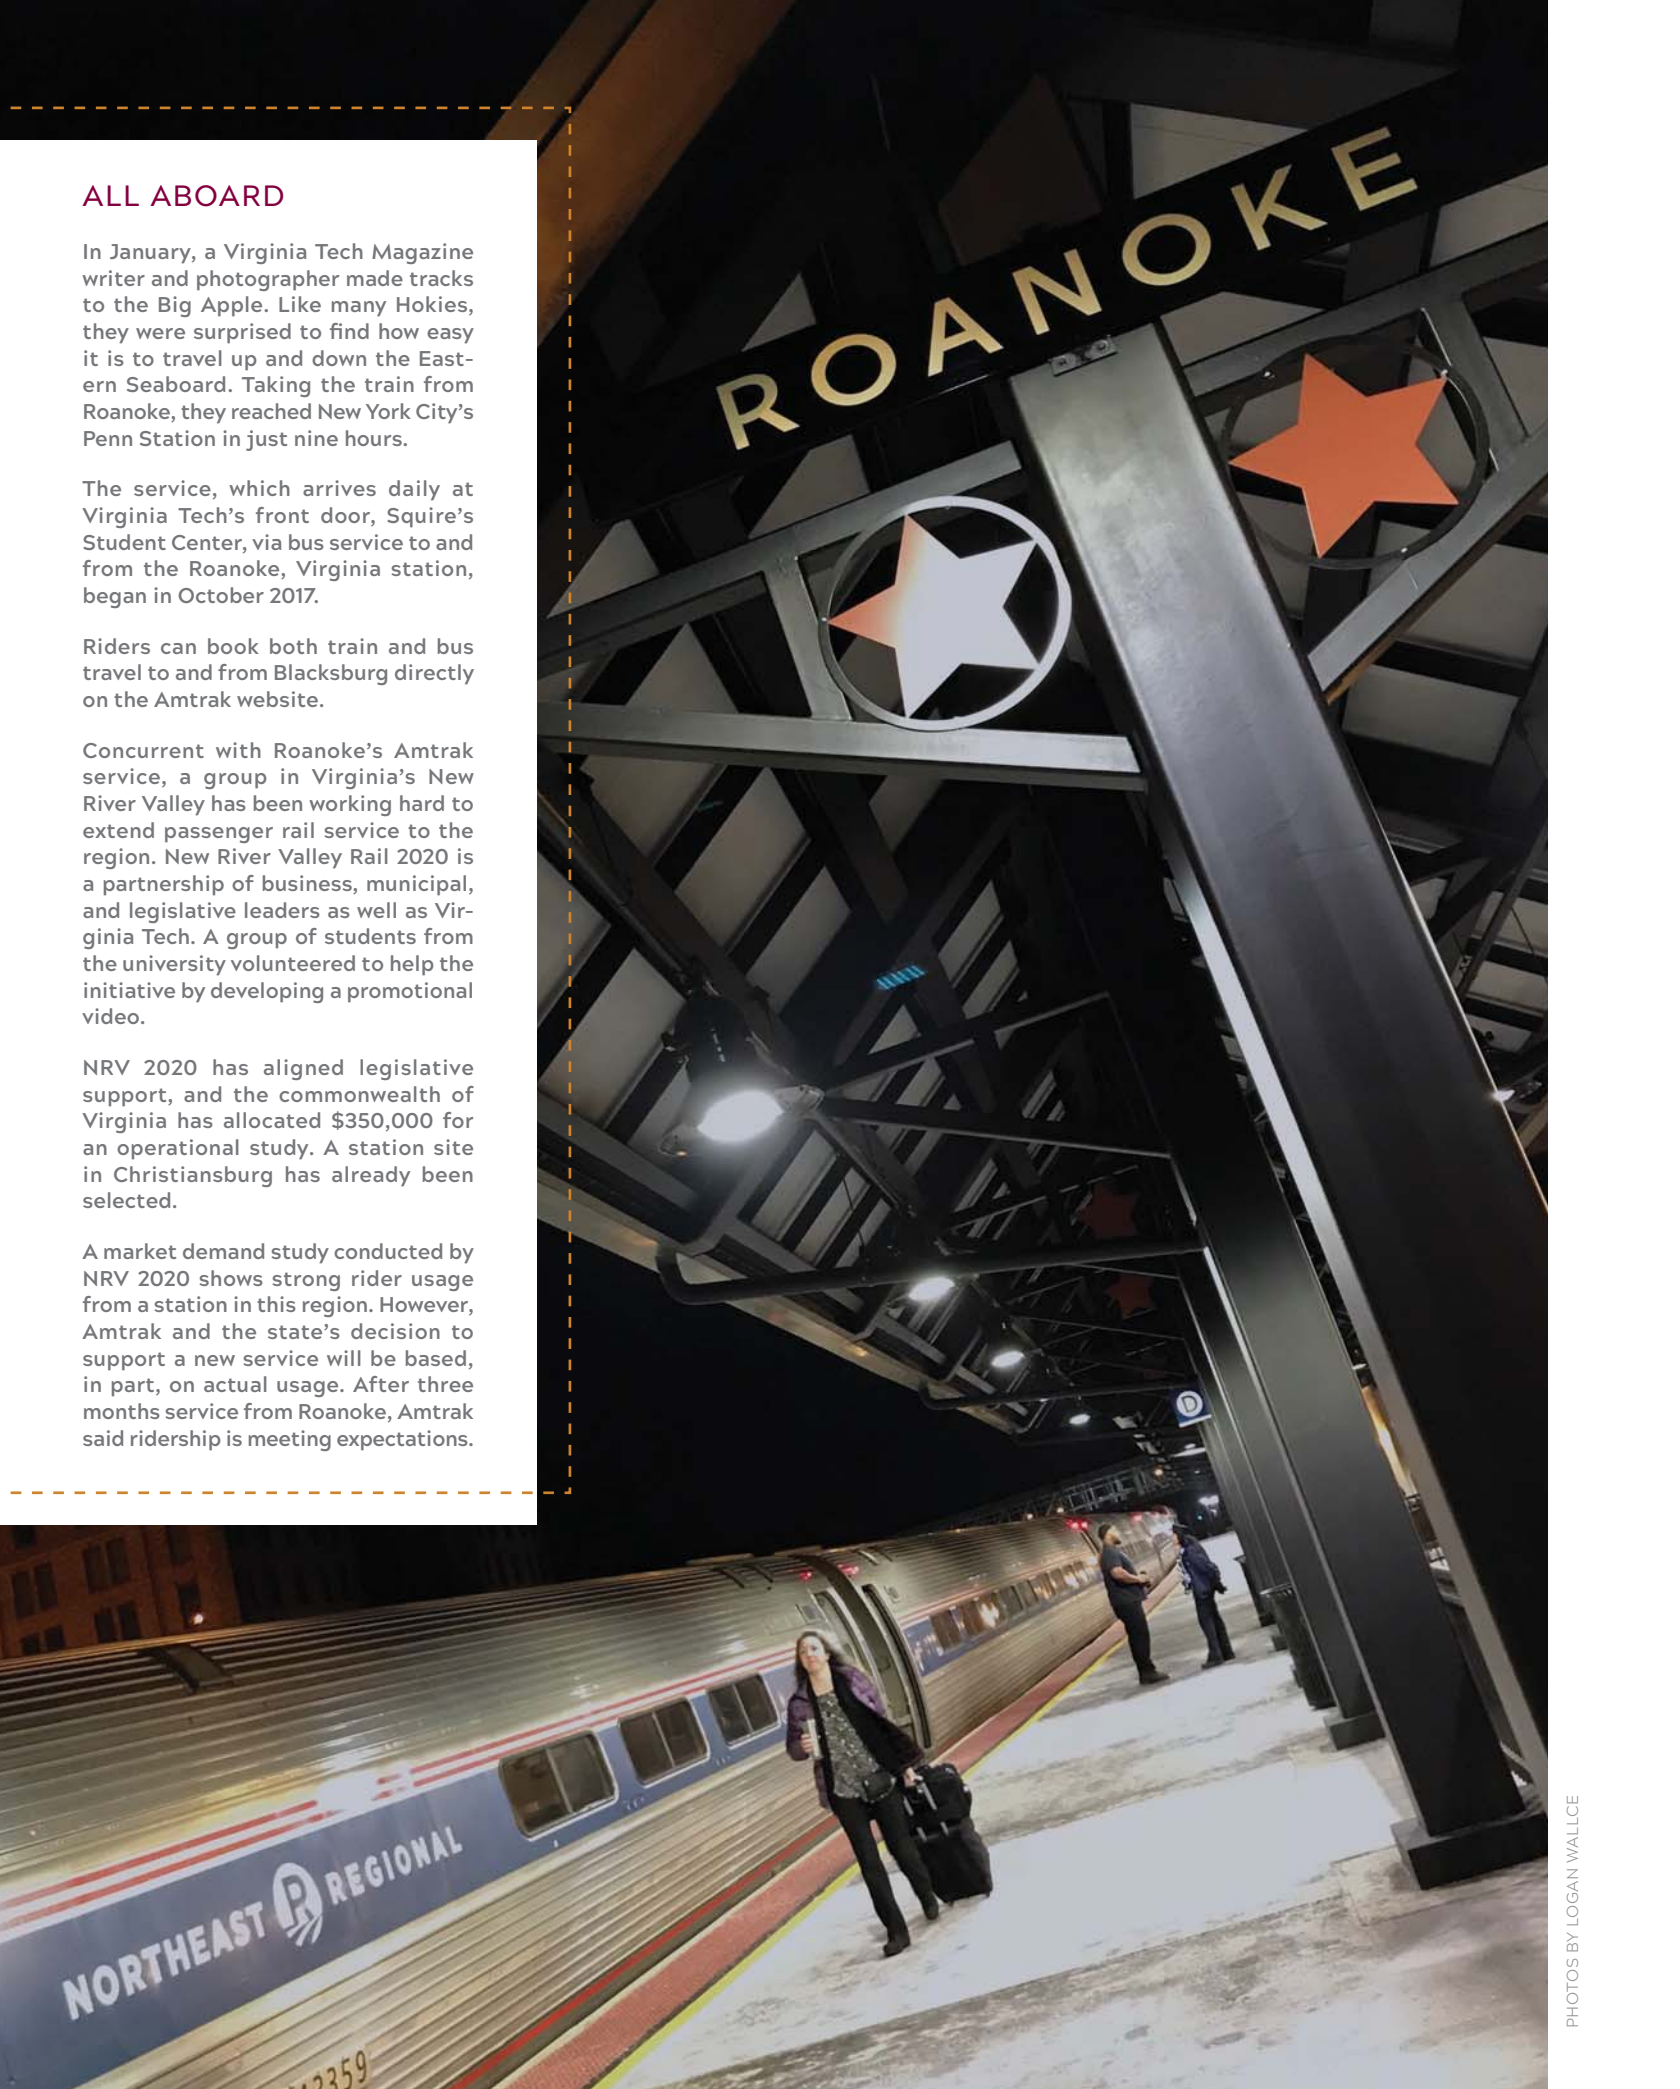 ALL ABOARD
In January, a Virginia Tech Magazine
writer and photographer made tracks
to the Big Apple. Like many Hokies,
they were surprised to find how easy
it is to travel up and down the East-
ern Seaboard. Taking the train from
Roanoke, they reached New York City's
Penn Station in just nine hours.
The service, which arrives daily at
Virginia Tech's front door, Squire's
Student Center, via bus service to and
from the Roanoke, Virginia station,
began in October 2017.
Riders can book both train and bus
travel to and from Blacksburg directly
on the Amtrak website.
Concurrent with Roanoke's Amtrak
service, a group in Virginia's New
River Valley has been working hard to
extend passenger rail service to the
region. New River Valley Rail 2020 is
a partnership of business, municipal,
and legislative leaders as well as Vir-
ginia Tech. A group of students from
the university volunteered to help the
initiative by developing a promotional
video.
NRV 2020 has aligned legislative
support, and the commonwealth of
Virginia has allocated $350,000 for
an operational study. A station site
in Christiansburg has already been
selected.
A market demand study conducted by
NRV 2020 shows strong rider usage
from a station in this region. However,
Amtrak and the state's decision to
support a new service will be based,
in part, on actual usage. After three
months service from Roanoke, Amtrak
said ridership is meeting expectations.
ROANOKE
D
NORTHEAST R REGIONAL
PHOTOS BY LOGAN WALLCE